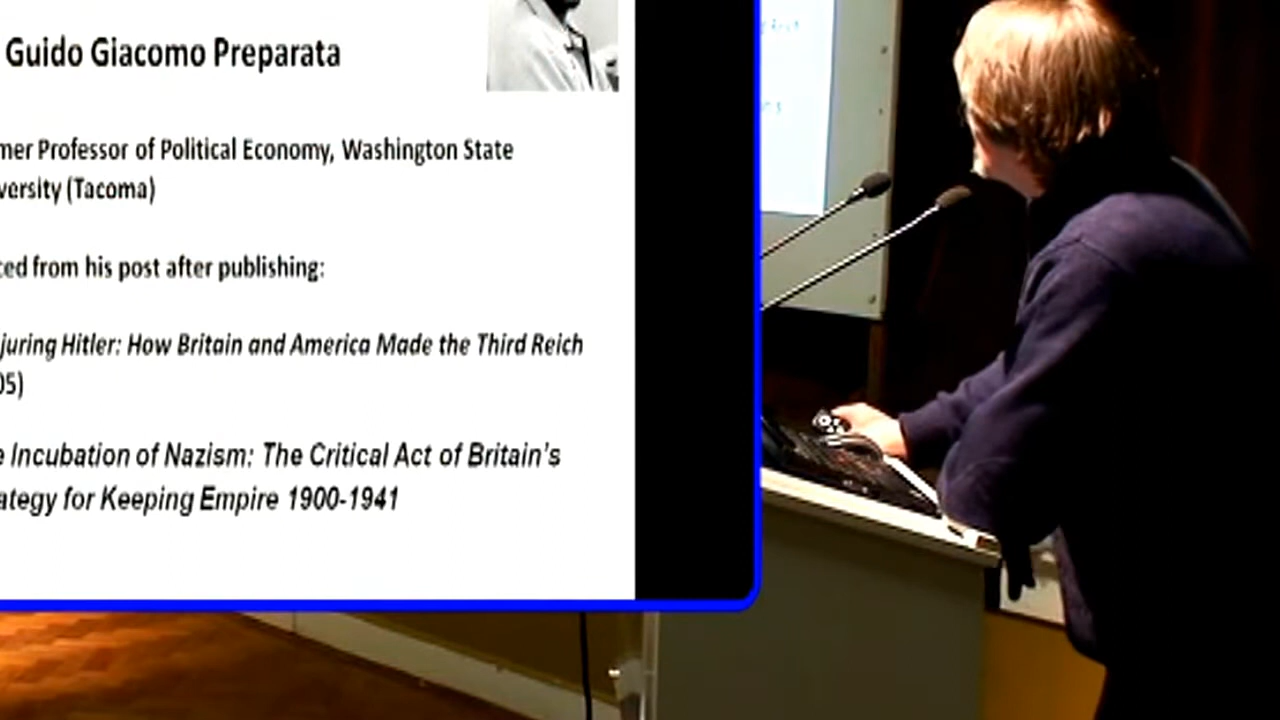 Guido Giacomo Preparata
mer Professor of Political Economy, Washington State
versity (Tacoma)
ced from his post after publishing:
juring Hitler: How Britain and America Made the Third Reich
05)
e Incubation of Nazism: The Critical Act of Britain's
ategy for Keeping Empire 1900-1941